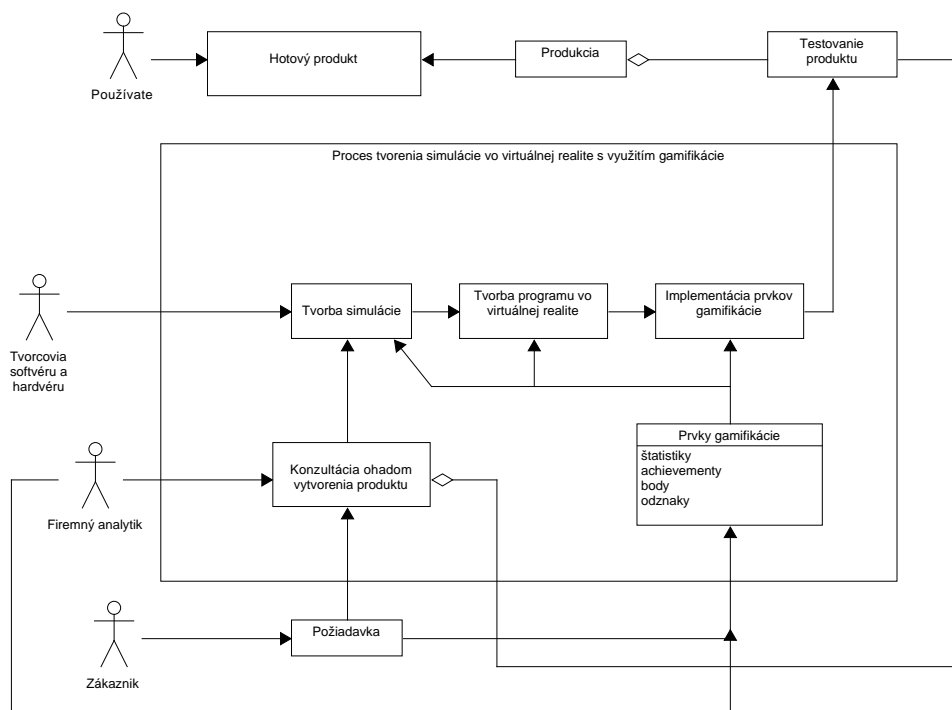 Hotový produkt
Produkcia
Testovanie
produktu
Používate
Proces tvorenia simulácie vo virtuálnej realite s využitím gamifikácie
Tvorba simulácie
Tvorba programu vo
virtuálnej realite
Implementácia prvkov
gamifikácie
Tvorcovia
softvéru a
hardvéru
Prvky gamifikácie
štatistiky
achievementy
body
odznaky
Konzultácia ohadom
vytvorenia produktu
Firemný analytik
Požiadavka
Zákaznik